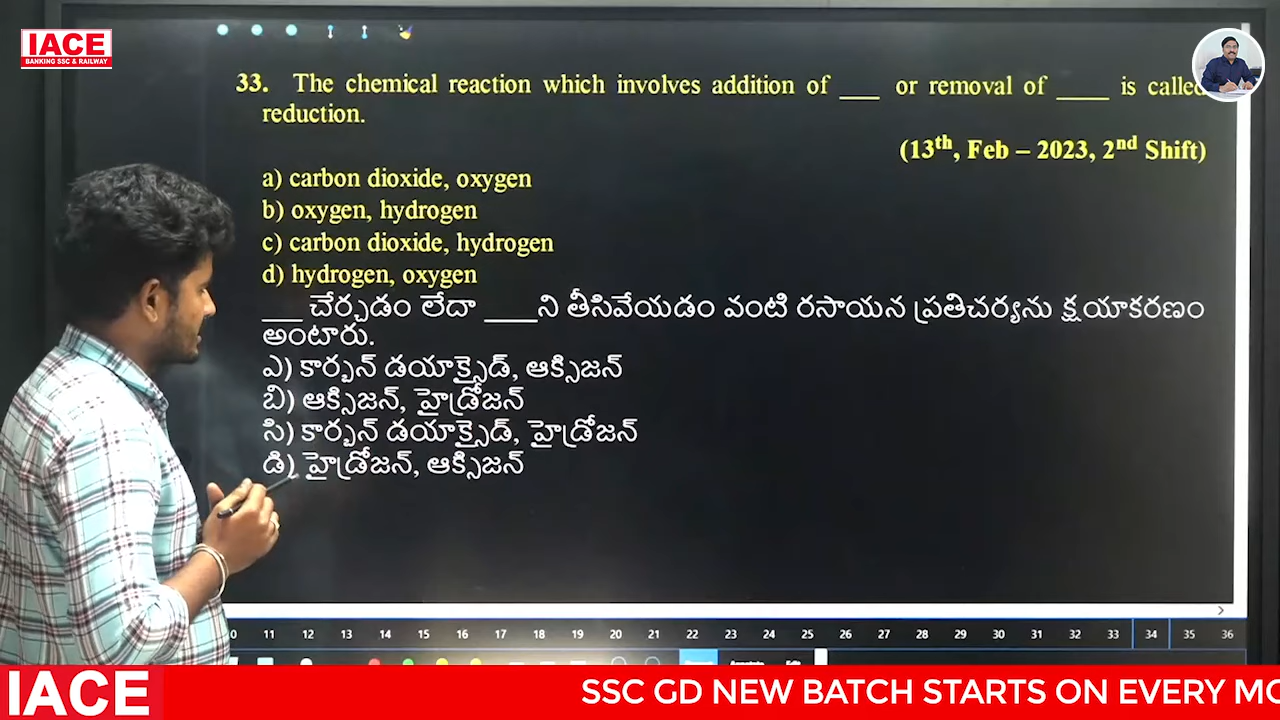 IACE
BANKING SSC & RAILWAY
33. The chemical reaction which involves addition of ___ or removal of ____ is called
reduction.
(13th, Feb – 2023, 2nd Shift)
a) carbon dioxide, oxygen
b) oxygen, hydrogen
c) carbon dioxide, hydrogen
d) hydrogen, oxygen
___ చేర్చడం లేదా ____ని తీసివేయడం వంటి రసాయన ప్రతిచర్యను క్షయాకరణం
అంటారు.
ఎ) కార్బన్ డయాక్సైడ్, ఆక్సిజన్
బి) ఆక్సిజన్, హైడ్రోజన్
సి) కార్బన్ డయాక్సైడ్, హైడ్రోజన్
డి) హైడ్రోజన్, ఆక్సిజన్
0 11 12 13 14 15 16 17 18 19 20 21 22 23 24 25 26 27 28 29 30 31 32 33 34 35 36
IACE SSC GD NEW BATCH STARTS ON EVERY MO